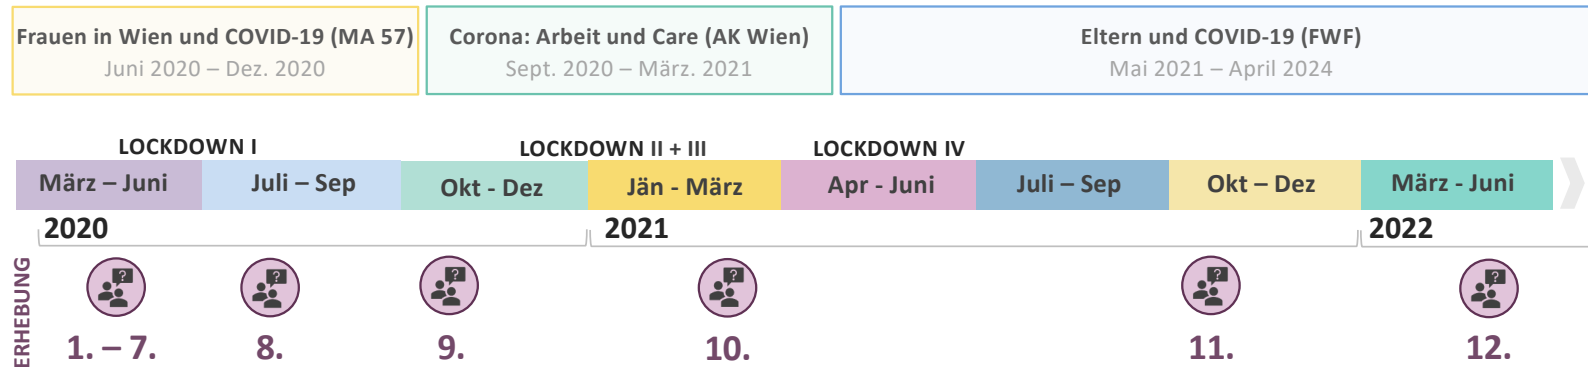 Frauen in Wien und COVID-19 (MA 57)
Juni 2020 – Dez. 2020
Corona: Arbeit und Care (AK Wien)
Sept. 2020 – März. 2021
Eltern und COVID-19 (FWF)
Mai 2021 – April 2024
LOCKDOWN I
LOCKDOWN II + III
LOCKDOWN IV
März – Juni
Juli – Sep
Okt - Dez
Jän - März
Apr - Juni
Juli – Sep
Okt – Dez
März - Juni
2020
2021
2022
ERHEBUNG
?
?
?
?
?
?
1. – 7.
8.
9.
10.
11.
12.